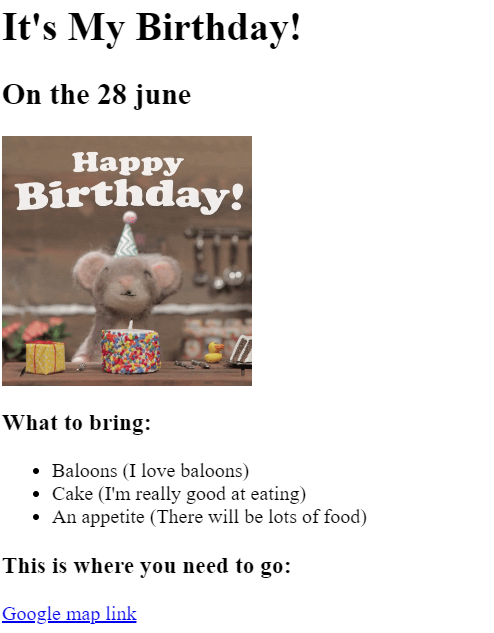 It's My Birthday!
On the 28 june
Happy
Birthday!
What to bring:
Baloons (I love baloons)
Cake (I'm really good at eating)
An appetite (There will be lots of food)
This is where you need to go:
Google map link